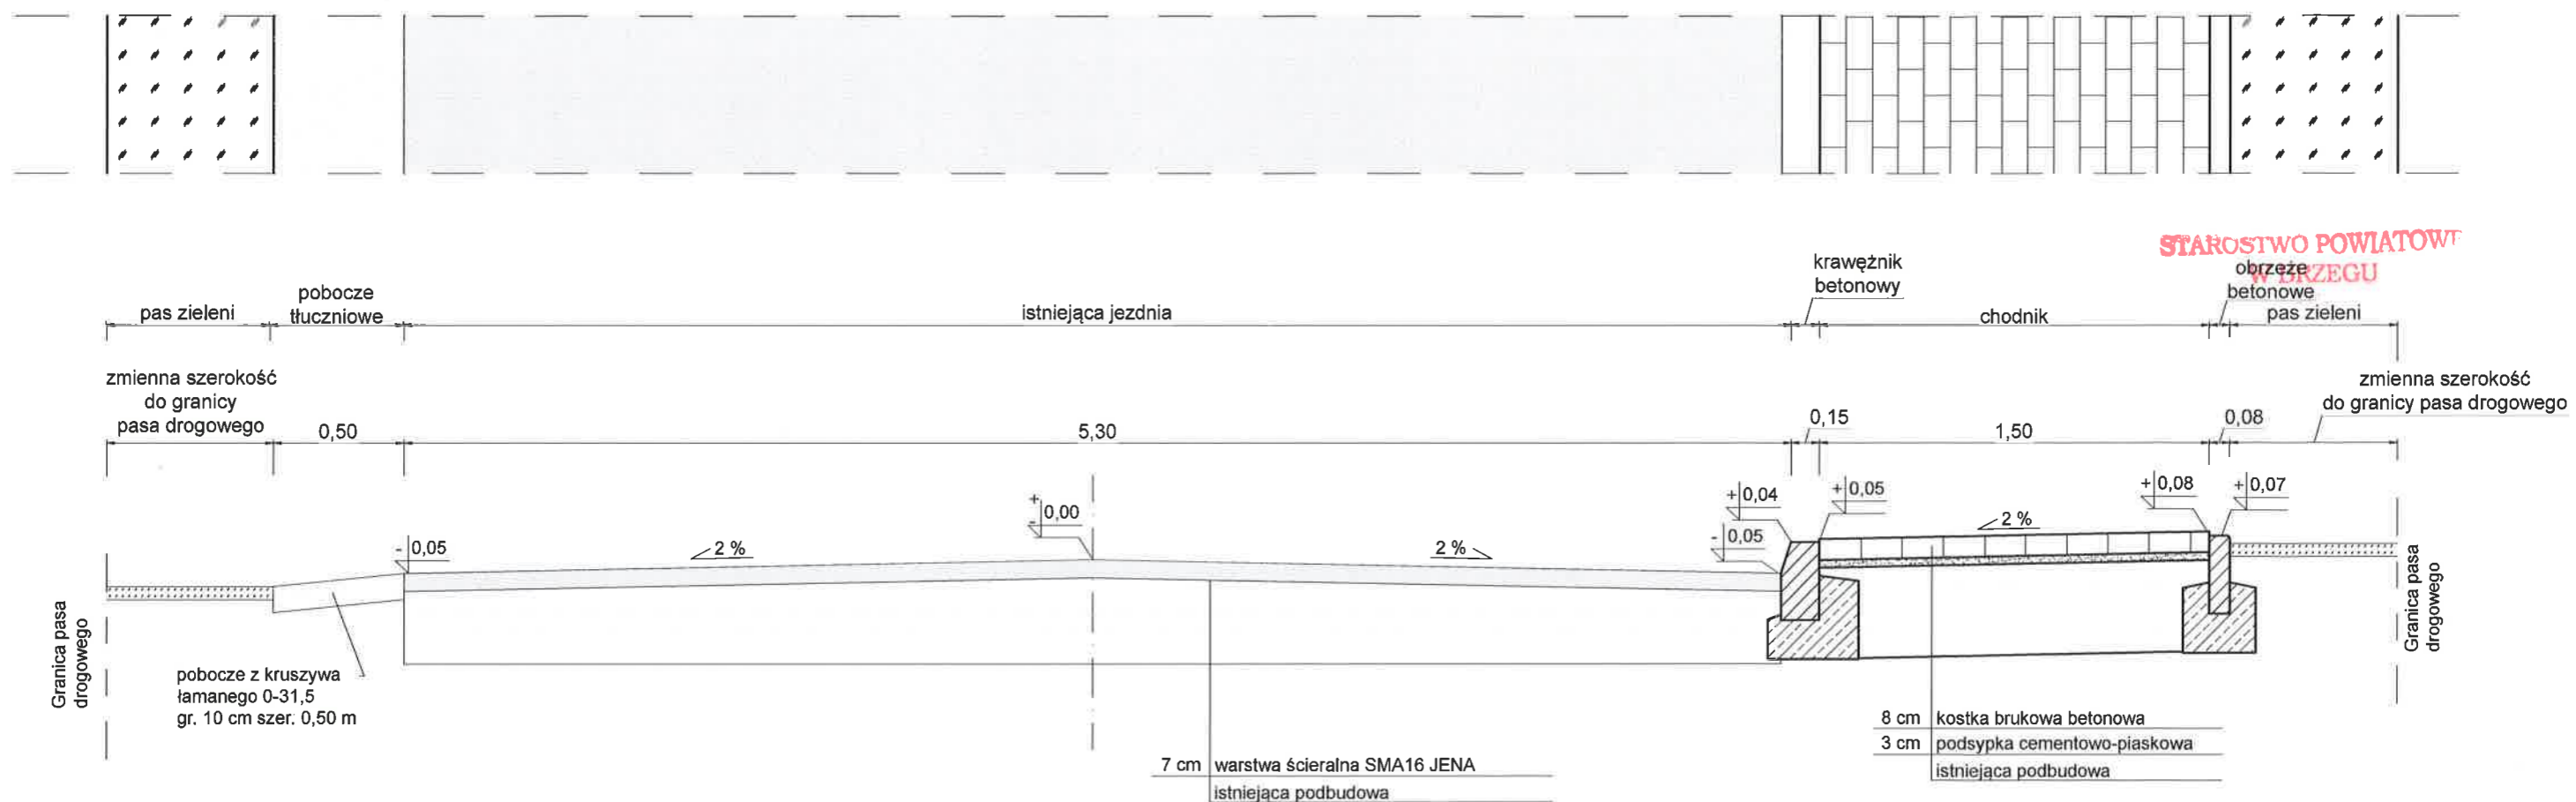 STAROSTWO POWIATOWE
W BRZEGU
krawężnik
betonowy
obrzeże
betonowe
pas zieleni
pobocze
tłuczniowe
istniejąca jezdnia
chodnik
pas zieleni
zmienna szerokość
do granicy
pasa drogowego
0,50
5,30
0,15
1,50
0,08
zmienna szerokość
do granicy pasa drogowego
- 0,05
2 %
+
- 0,00
2 %
- 0,05
+ 0,04
+ 0,05
2 %
+ 0,08
+ 0,07
Granica pasa
drogowego
pobocze z kruszywa
łamanego 0-31,5
gr. 10 cm szer. 0,50 m
7 cm warstwa ścieralna SMA16 JENA
istniejąca podbudowa
8 cm kostka brukowa betonowa
3 cm podsypka cementowo-piaskowa
istniejąca podbudowa
Granica pas
drogowego